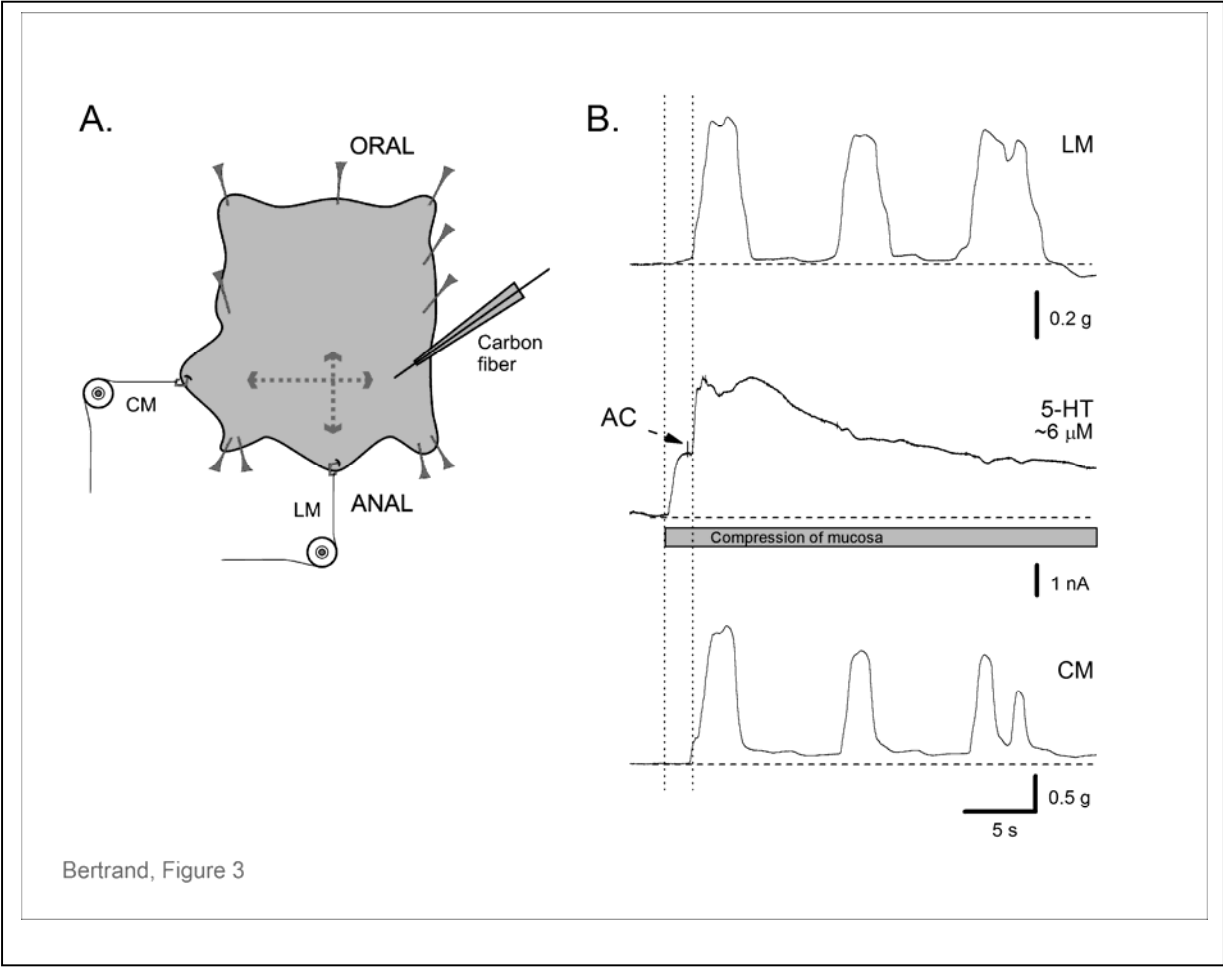 A.
ORAL
Carbon
fiber
CM
LM
ANAL
B.
LM
0.2 g
AC
5-HT
~6 μM
Compression of mucosa
1 nA
CM
0.5 g
5 s
Bertrand, Figure 3